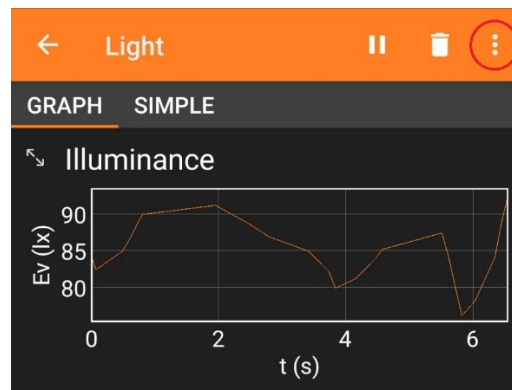 Light
GRAPH SIMPLE
Illuminance
Ev (lx)
90
85
80
0 2 4 6
t (s)